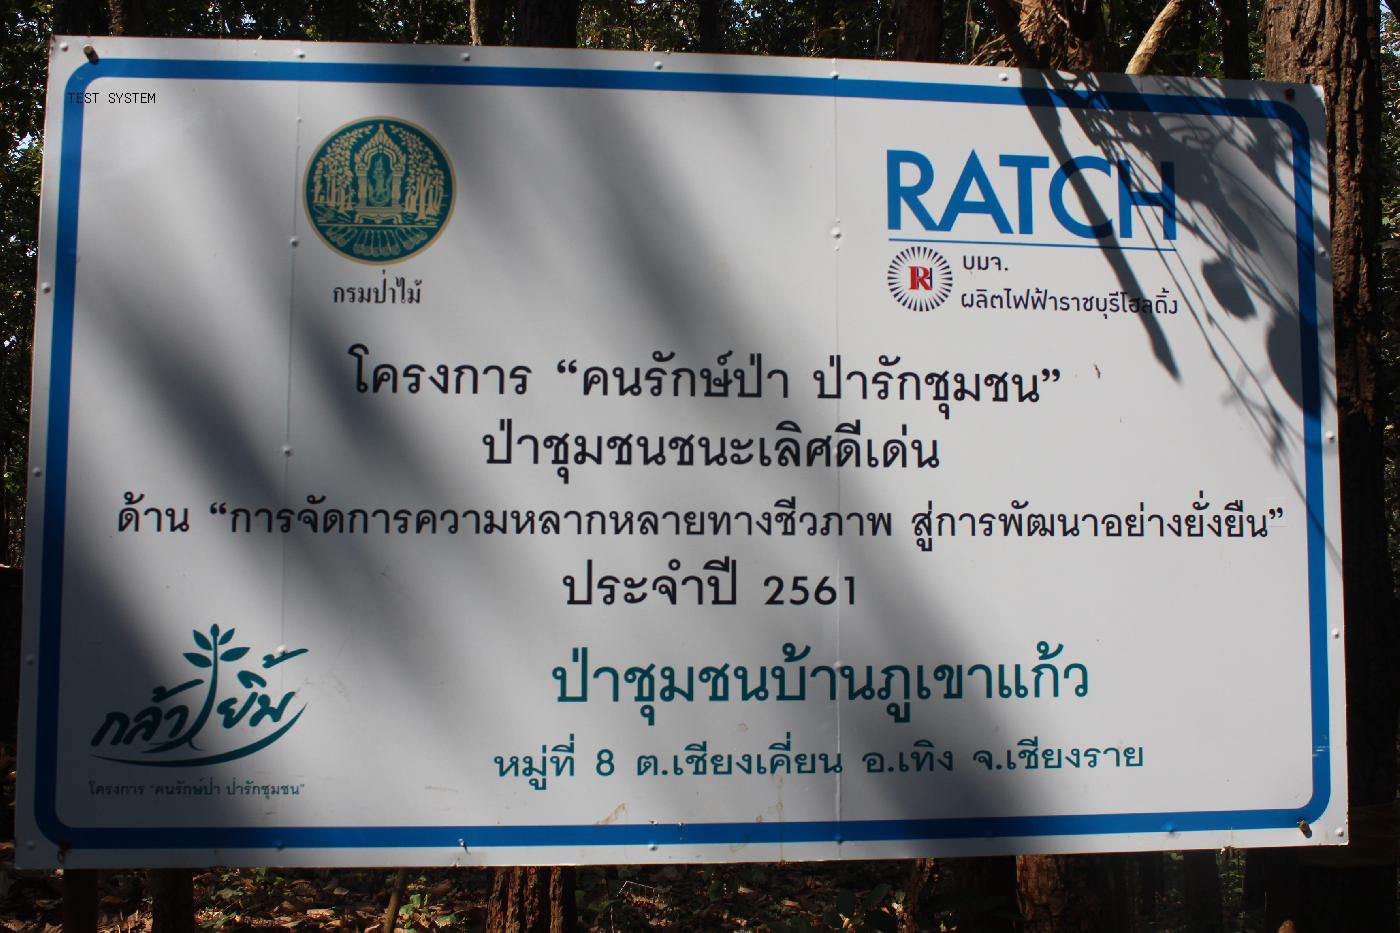 TEST SYSTEM
กรมป่าไม้
RATCH
R
บมจ.
ผลิตไฟฟ้าราชบุรีโฮลดิ้ง
โครงการ “คนรักษ์ป่า ป่ารักชุมชน”
ป่าชุมชนชนะเลิศดีเด่น
ด้าน “การจัดการความหลากหลายทางชีวภาพ สู่การพัฒนาอย่างยั่งยืน”
ประจำปี 2561
ป่าชุมชนบ้านภูเขาแก้ว
หมู่ที่ 8 ต.เชียงเคี่ยน อ.เทิง จ.เชียงราย
กล้ายิ้ม
โครงการ “คนรักษ์ป่า ป่ารักชุมชน”